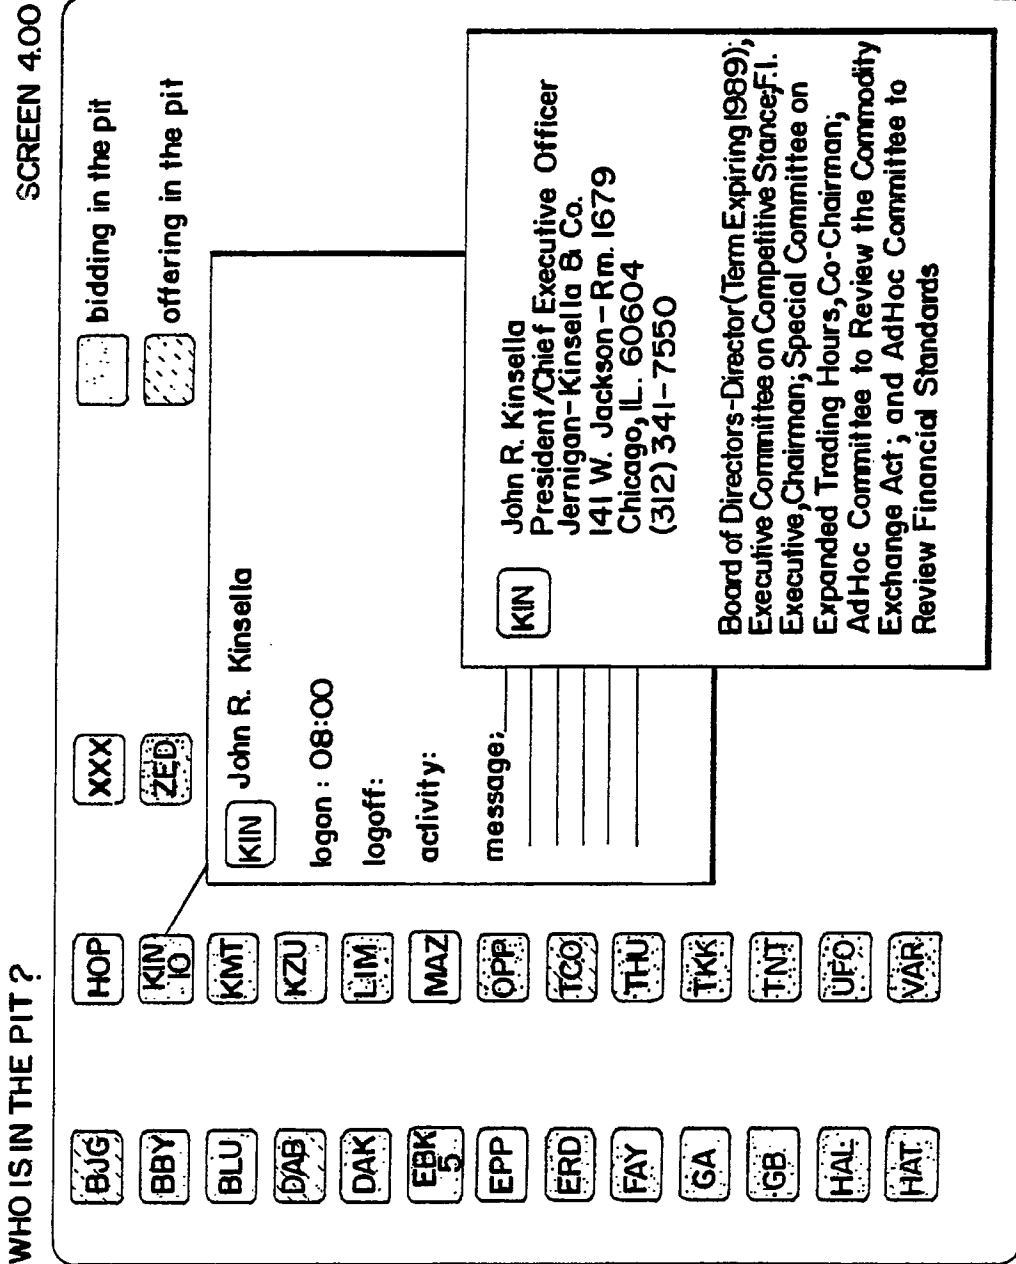 WHO IS IN THE PIT ?
SCREEN 4.00
BJG
BBY
BLU
DAB
DAK
EBK
5
EPP
ERD
FAY
GA
GB
HAL
HAT
HOP
KIN
10
KMT
KZU
LIM
MAZ
OPP
TCO
THU
TKK
TNT
UFO
VAR
XXX
ZED
bidding in the pit
offering in the pit
KIN John R. Kinsella
logon : 08:00
logoff:
activity:
message:
KIN
John R. Kinsella
President/Chief Executive Officer
Jernigan-Kinsella & Co.
141 W. Jackson-Rm. 1679
Chicago, IL. 60604
(312) 341-7550
Board of Directors-Director(Term Expiring 1989);
Executive Committee on Competitive Stance;F.I.
Executive,Chairman; Special Committee on
Expanded Trading Hours,Co-Chairman;
AdHoc Committee to Review the Commodity
Exchange Act; and AdHoc Committee to
Review Financial Standards